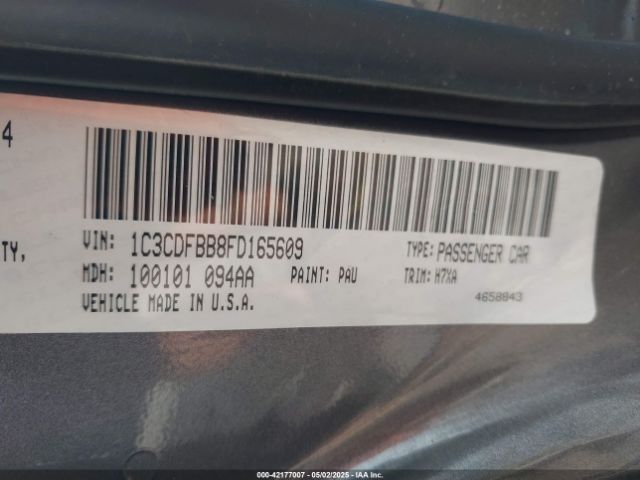 4
TY,
VIN: 1C3CDFBB8FD165609 TYPE: PASSENGER CAR
MDH: 100101 094AA PAINT: PAU TRIM: H7XA
VEHICLE MADE IN U.S.A. 4658843
000-42177007 - 05/02/2025 - IAA Inc.